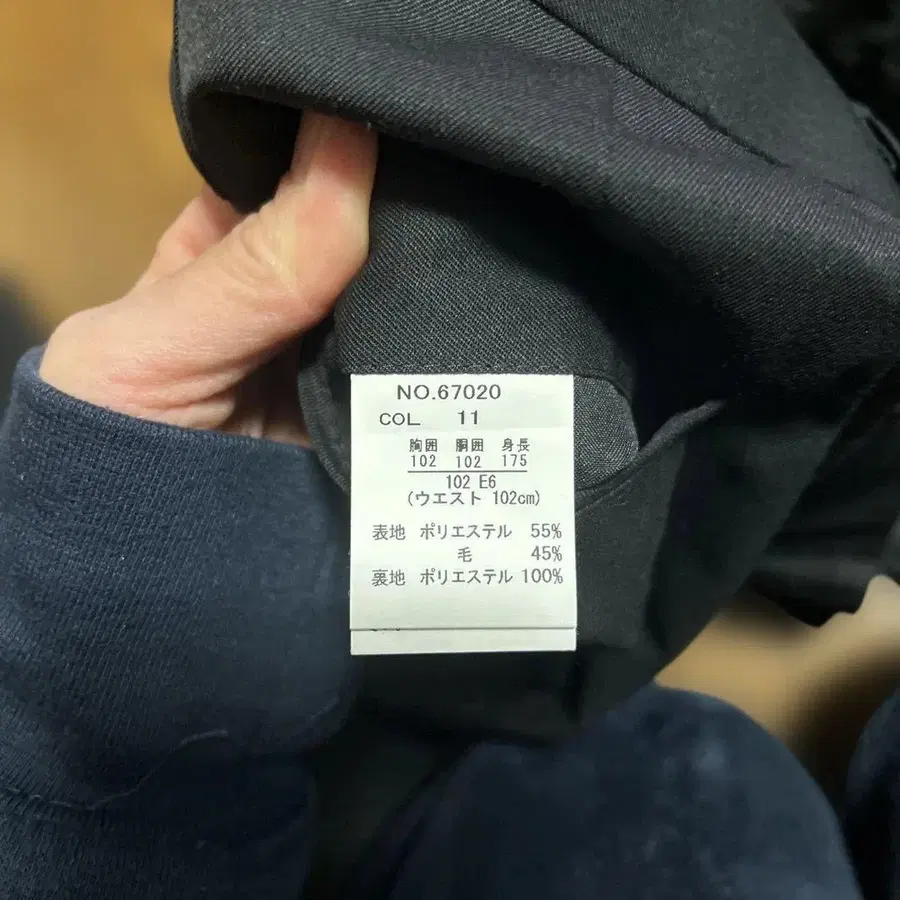 NO.67020
COL 11
胸囲 胴囲 身長
102 102 175
102 E6
(ウエスト 102cm)
表地 ポリエステル 55%
毛 45%
裏地 ポリエステル 100%